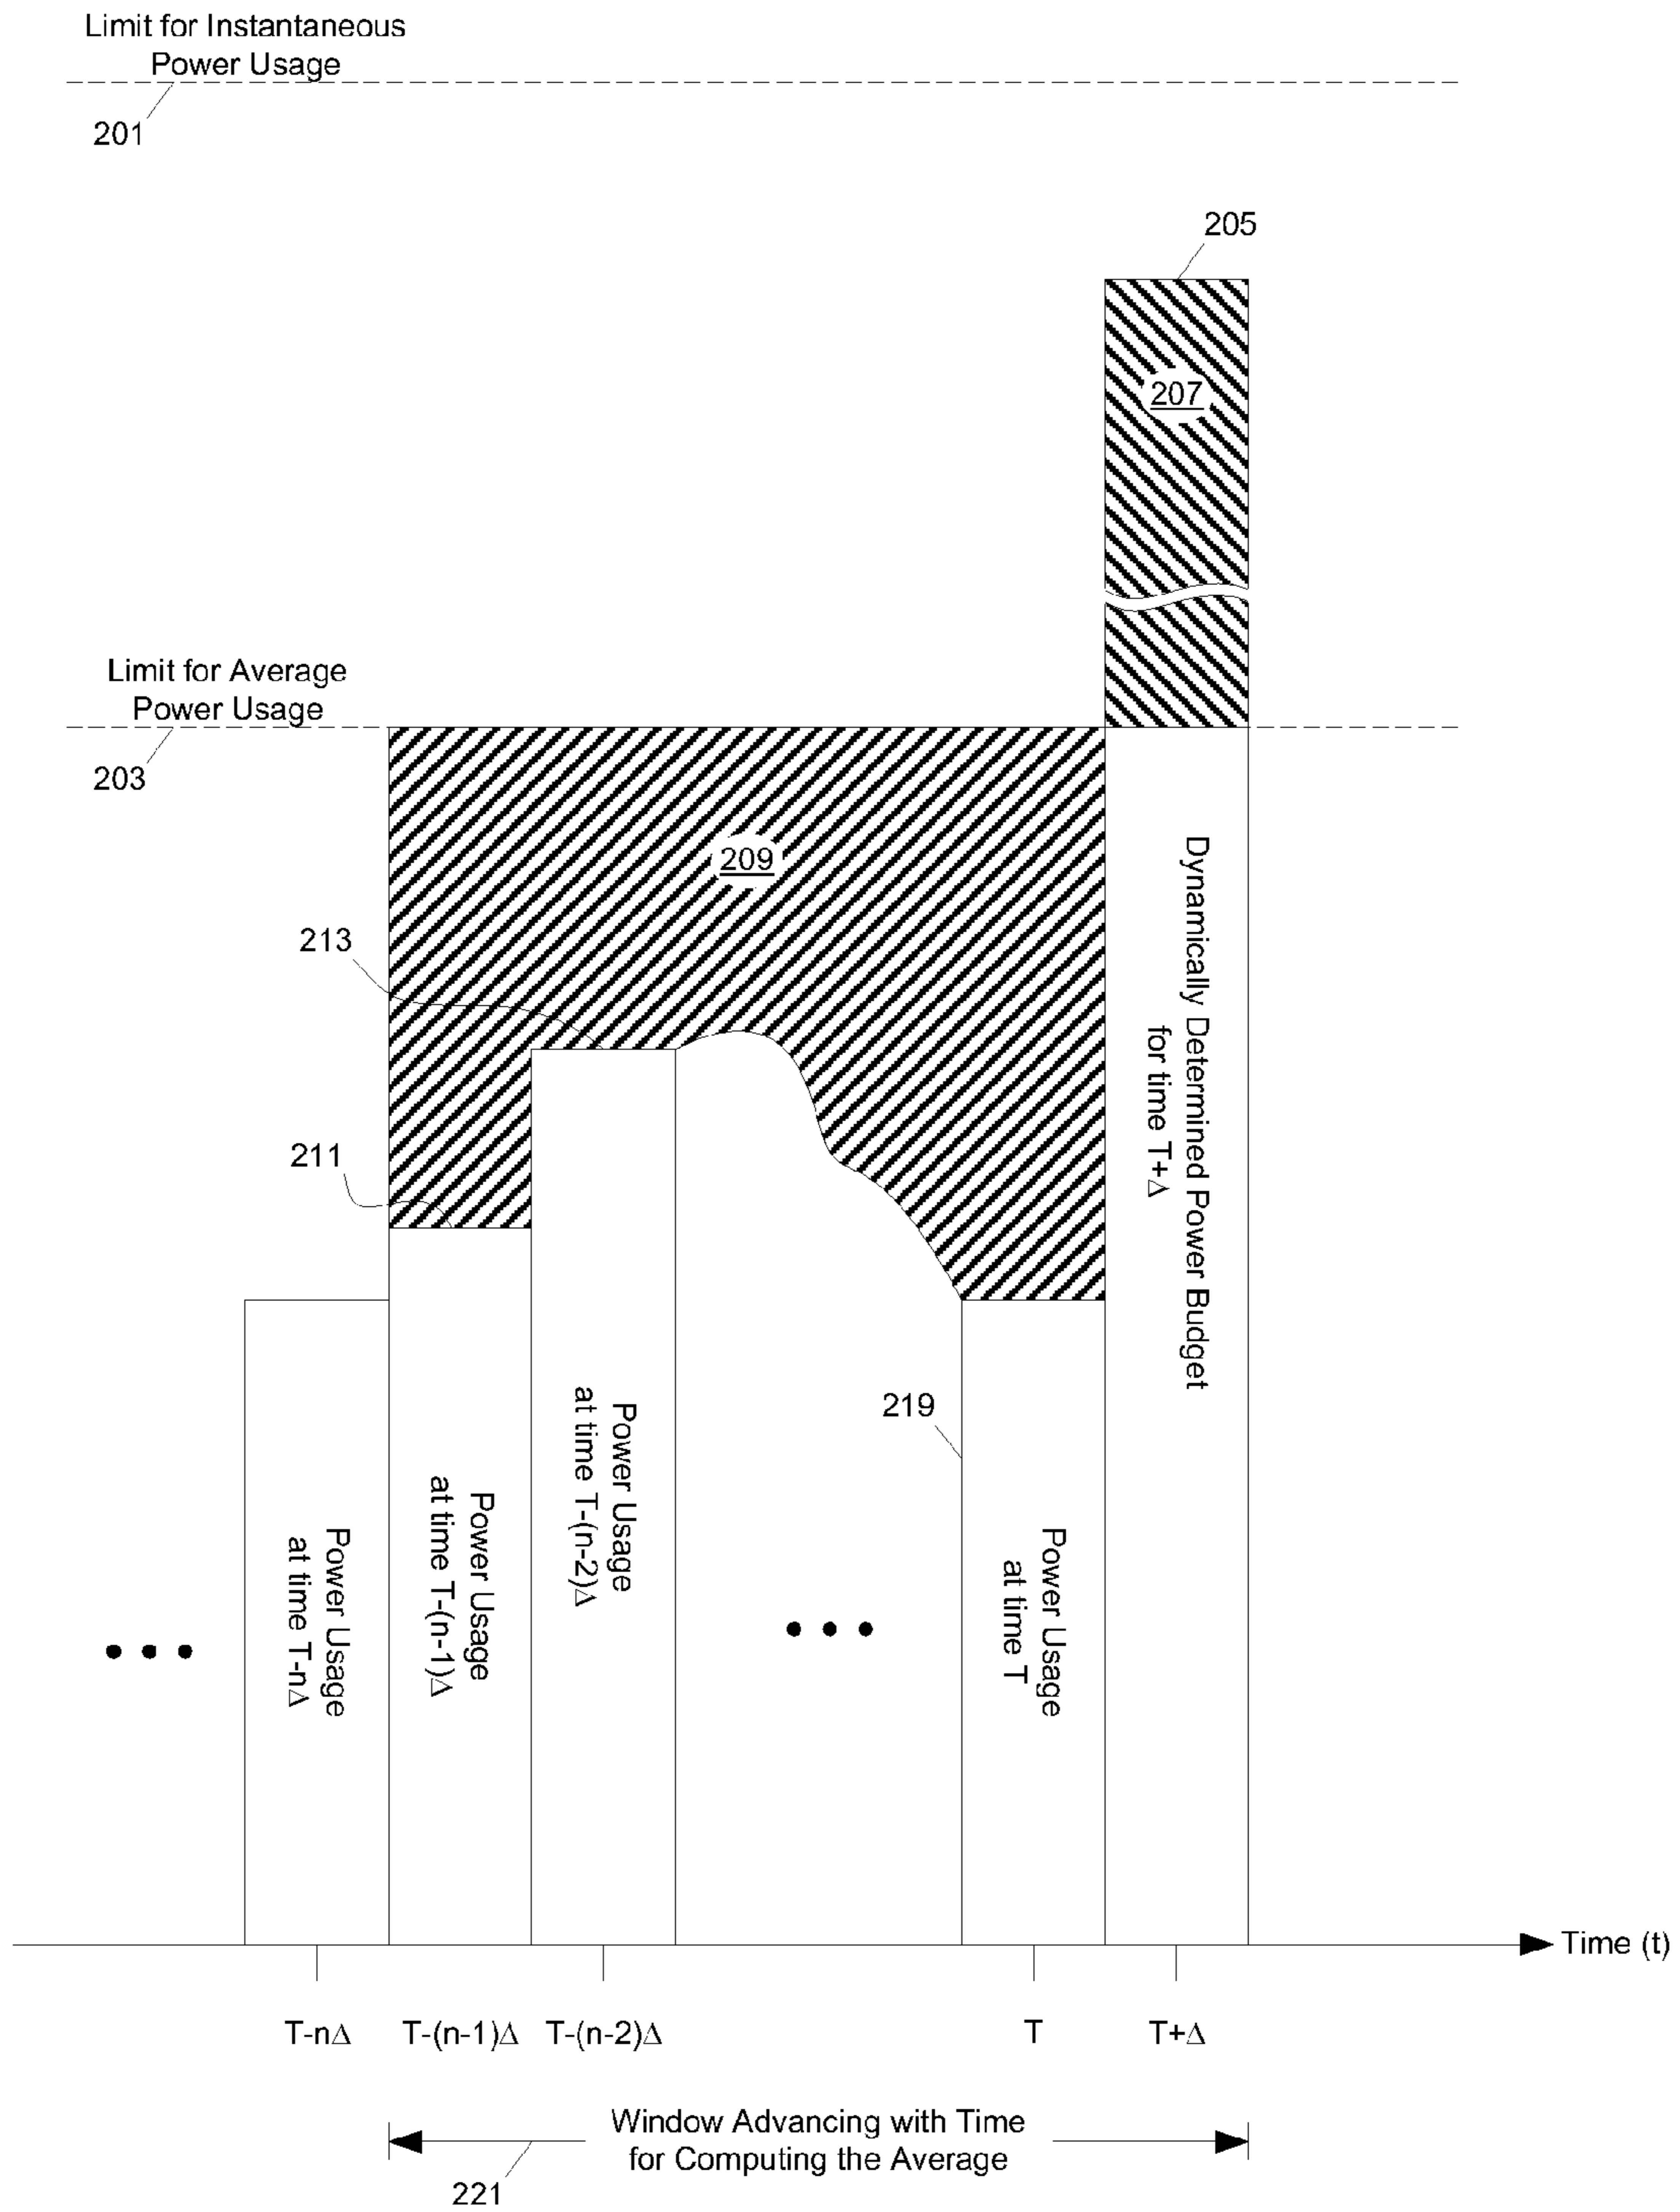 Limit for Instantaneous
Power Usage
201
205
207
Limit for Average
Power Usage
203
209
213
211
219
Power Usage
at time T-nΔ
Power Usage
at time T-(n-1)Δ
Power Usage
at time T-(n-2)Δ
Power Usage
at time T
Dynamically Determined Power Budget
for time T+Δ
Time (t)
T-nΔ
T-(n-1)Δ
T-(n-2)Δ
T
T+Δ
Window Advancing with Time
for Computing the Average
221